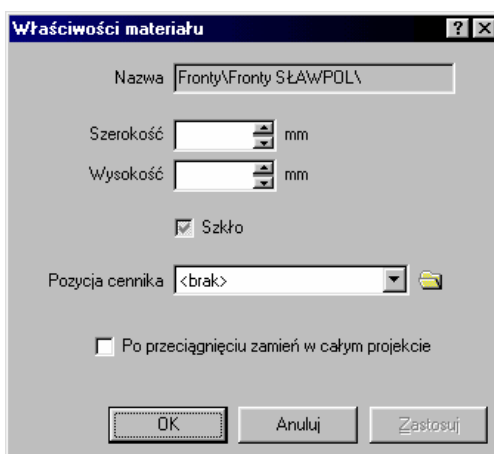 Właściwości materiału
Nazwa Fronty\Fronty SŁAWPOL\
Szerokość mm
Wysokość mm
Szkło
Pozycja cennika <brak>
Po przeciągnięciu zamień w całym projekcie
OK Anuluj Zastosuj